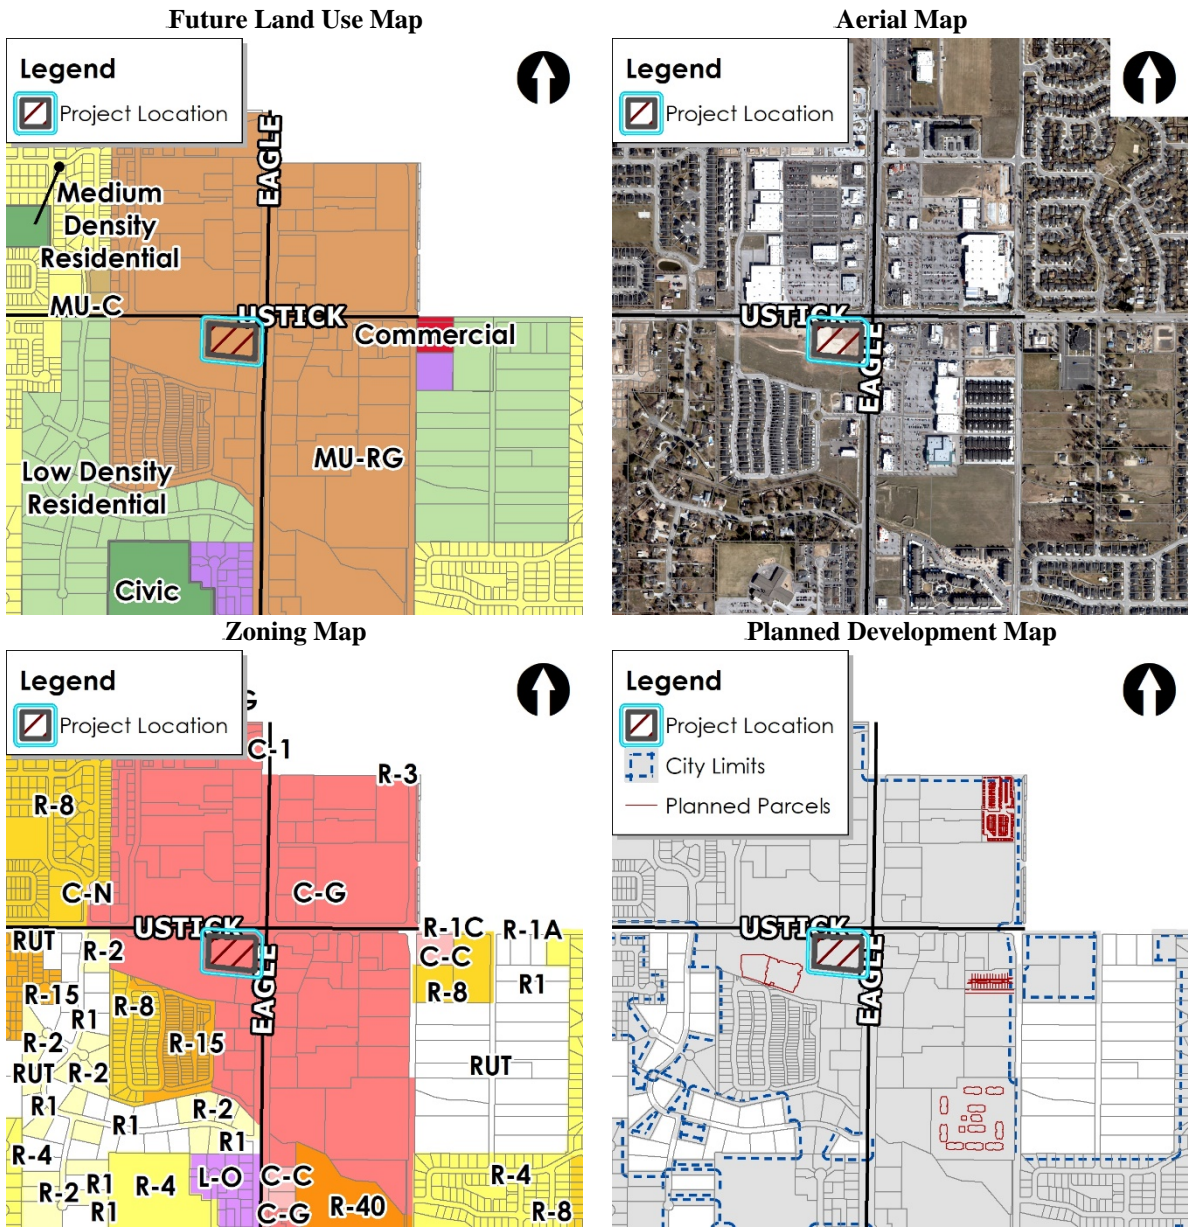 Future Land Use Map
Legend
Project Location
EAGLE
Medium
Density
Residential
MU-C
USTICK
Commercial
MU-RG
Low Density
Residential
Civic
Aerial Map
Legend
Project Location
USTICK
EAGLE
Zoning Map
Legend
Project Location
G
C-1
R-3
R-8
C-N
C-G
USTICK
R-1C
R-1A
RUT
R-2
C-C
R-8
R1
R-15
R-8
EAGLE
R1
R-15
R-2
RUT
R-2
RUT
R1
R1
R-2
R1
R-4
R-2
R1
R1
R-4
L-O
C-C
C-G
R-40
R-4
R-8
Planned Development Map
Legend
Project Location
City Limits
Planned Parcels
USTICK
EAGLE